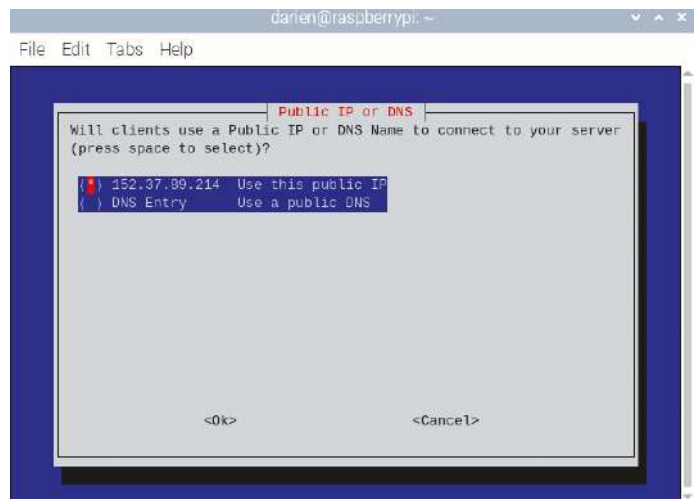 darien@raspberrypi: ~
File Edit Tabs Help
Public IP or DNS
Will clients use a Public IP or DNS Name to connect to your server
(press space to select)?
(*) 152.37.89.214 Use this public IP
( ) DNS Entry Use a public DNS
<Ok> <Cancel>